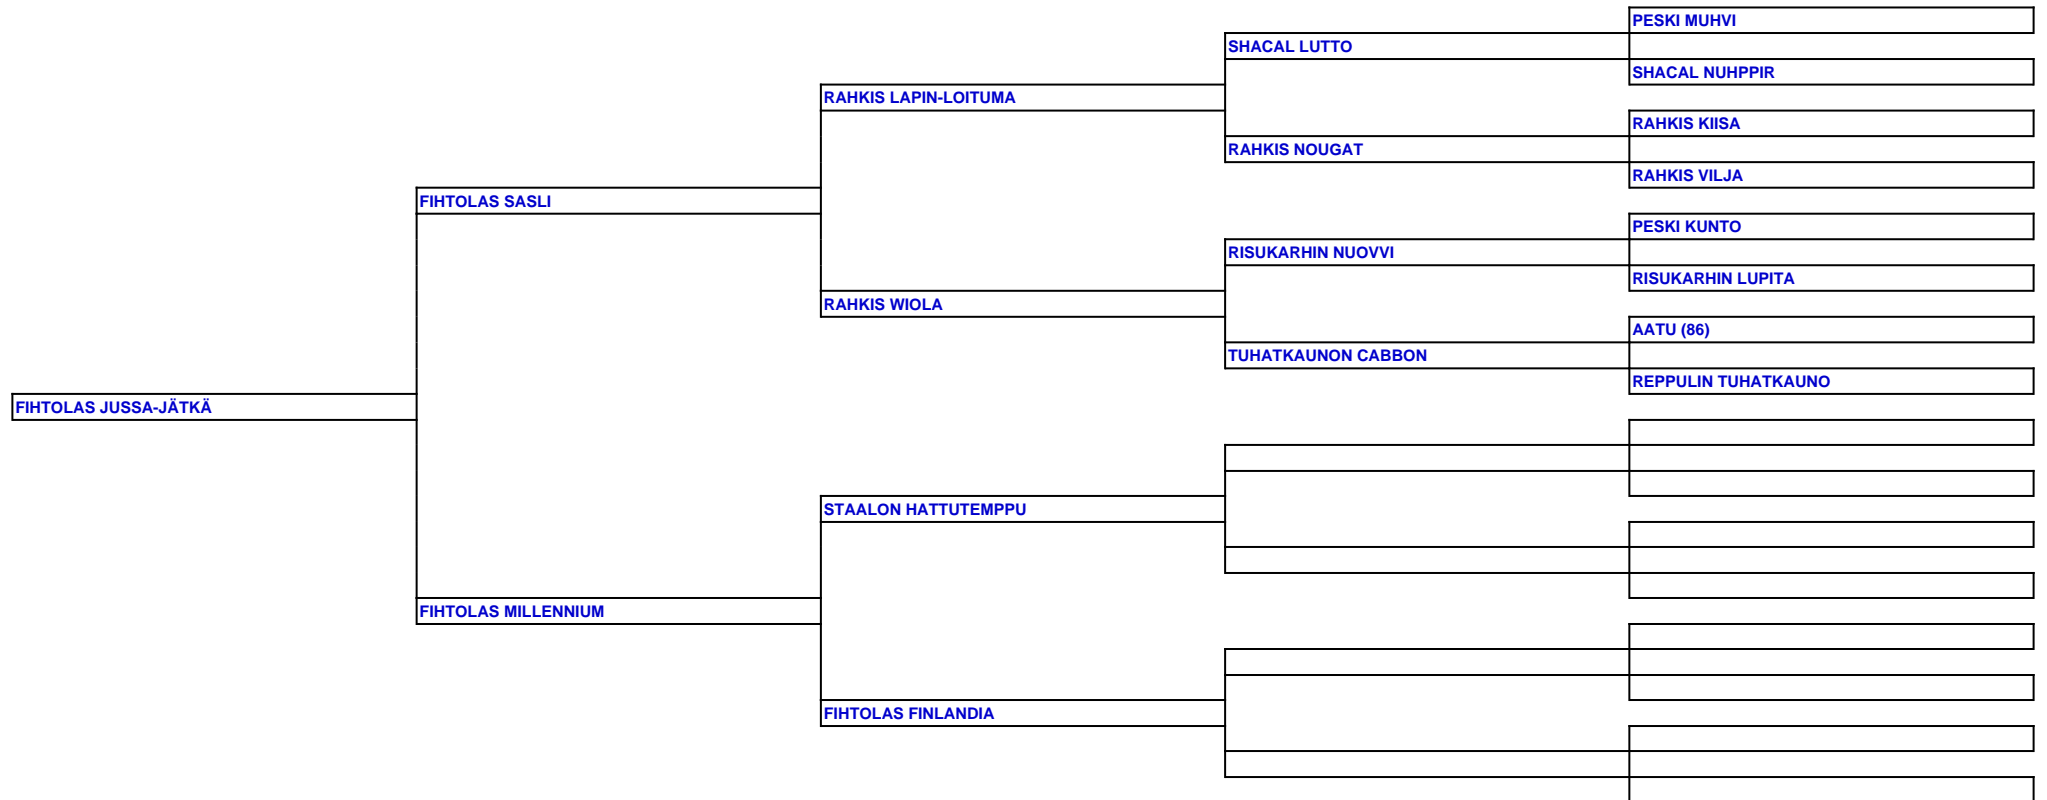 PESKI MUHVI
SHACAL LUTTO
SHACAL NUHPPIR
RAHKIS LAPIN-LOITUMA
RAHKIS KIISA
RAHKIS NOUGAT
RAHKIS VILJA
FIHTOLAS SASLI
PESKI KUNTO
RISUKARHIN NUOVVI
RISUKARHIN LUPITA
RAHKIS WIOLA
AATU (86)
TUHATKAUNON CABBON
REPPULIN TUHATKAUNO
FIHTOLAS JUSSA-JÄTKÄ
STAALON HATTUTEMPPU
FIHTOLAS MILLENNIUM
FIHTOLAS FINLANDIA